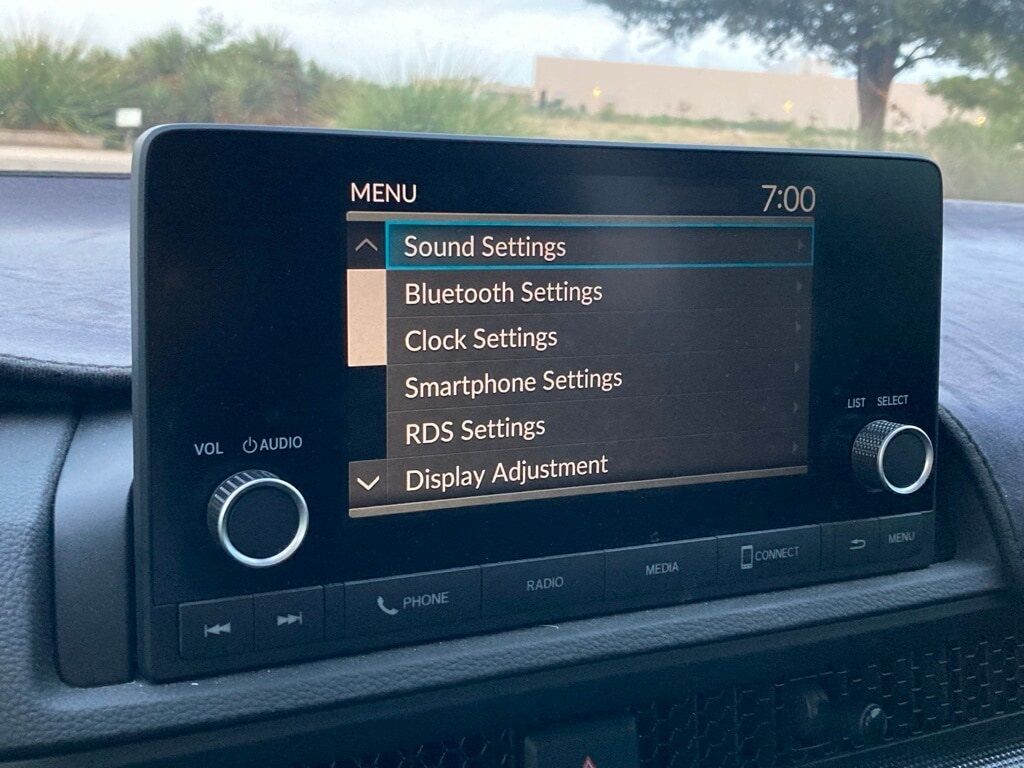 MENU 7:00
Sound Settings
Bluetooth Settings
Clock Settings
Smartphone Settings
RDS Settings
Display Adjustment
LIST SELECT
VOL AUDIO
PHONE RADIO MEDIA CONNECT MENU